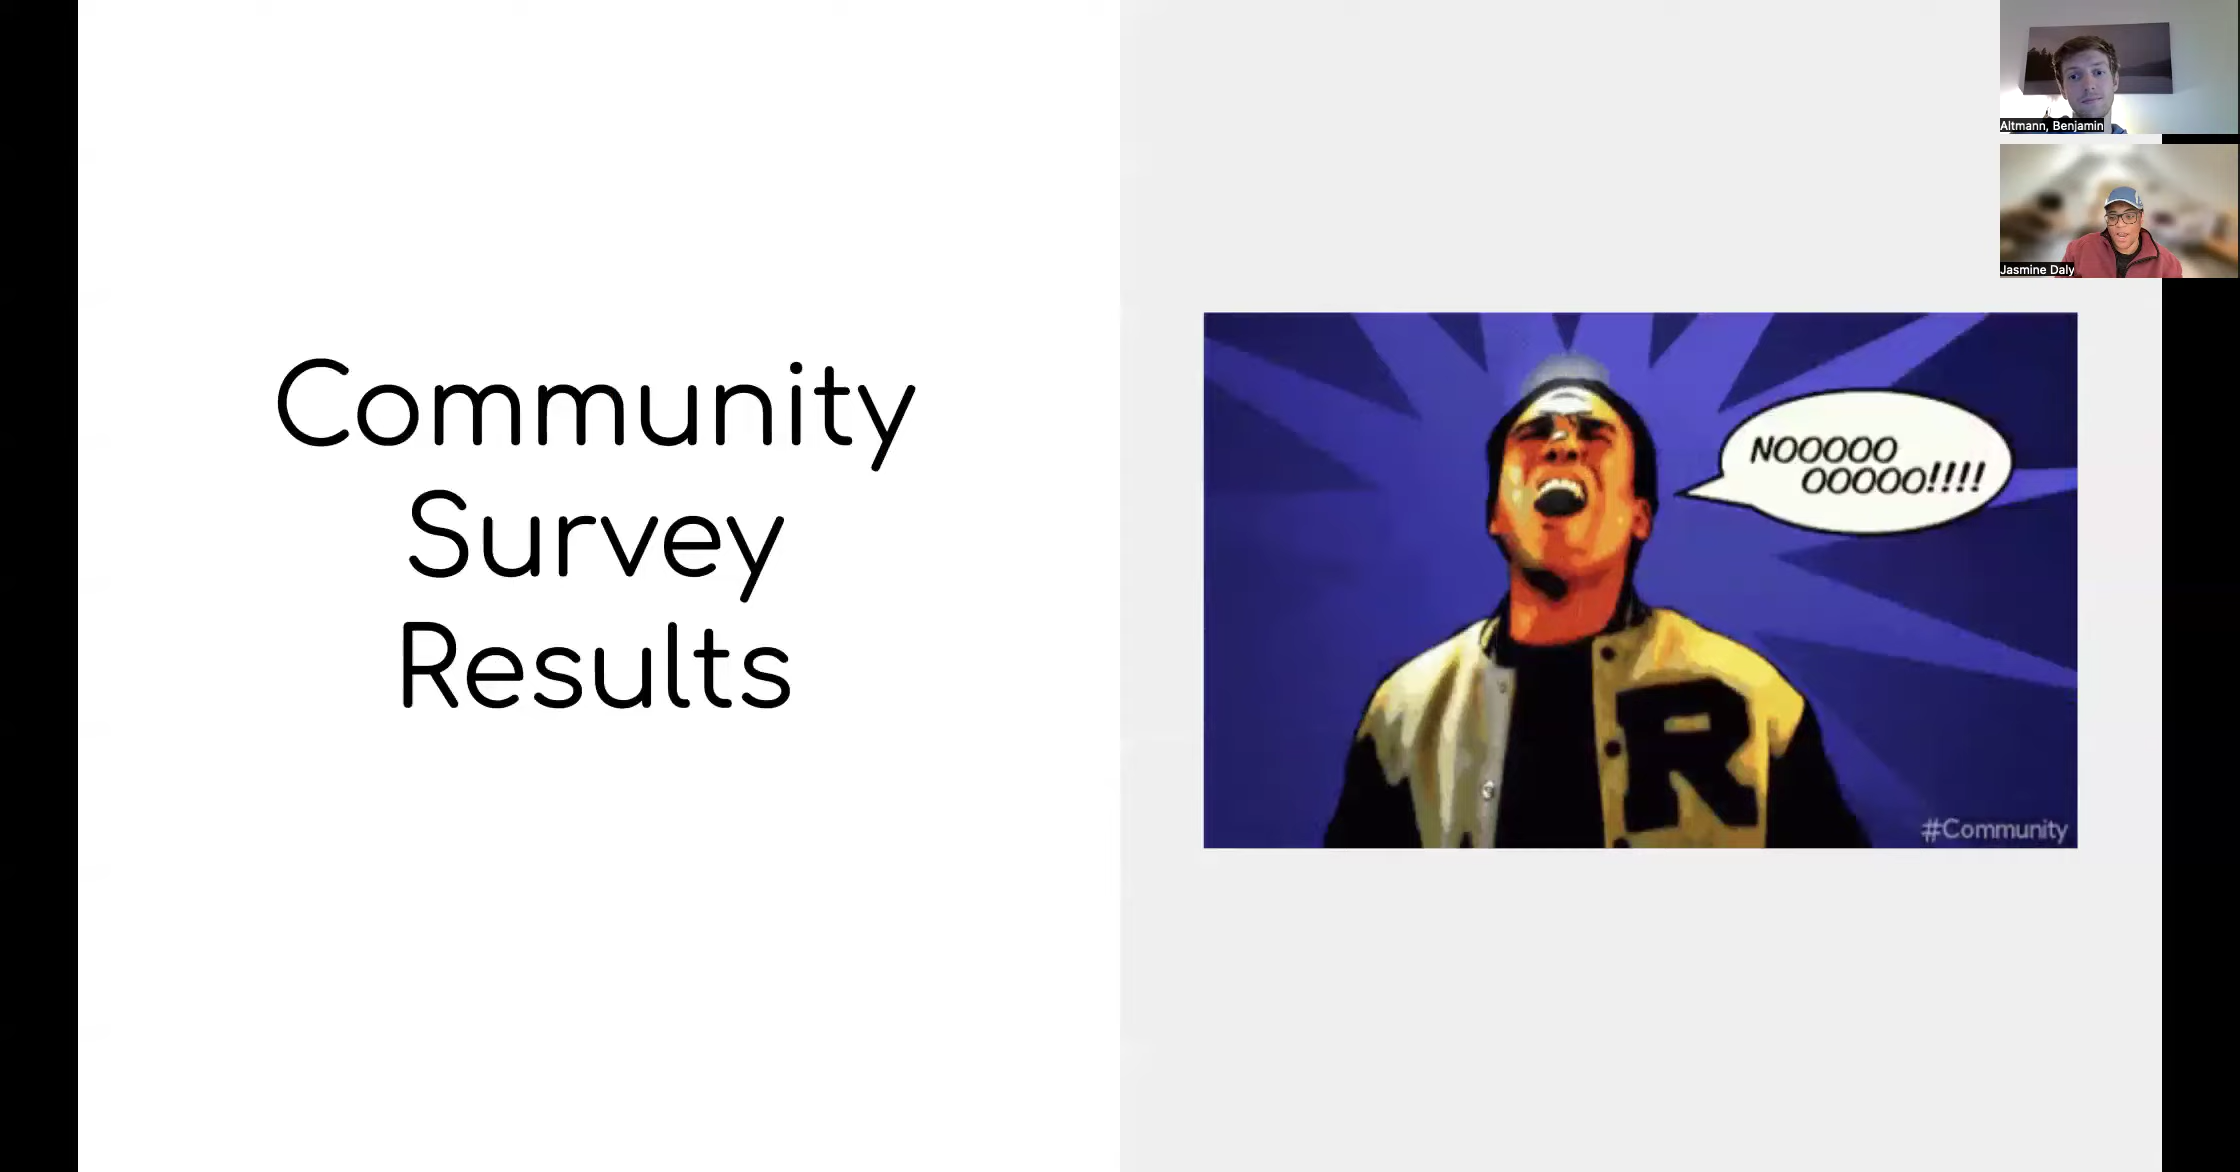 Community
Survey
Results
NOOOOO
OOOOO!!!!
R
#Community
Altmann, Benjamin
Jasmine Daly